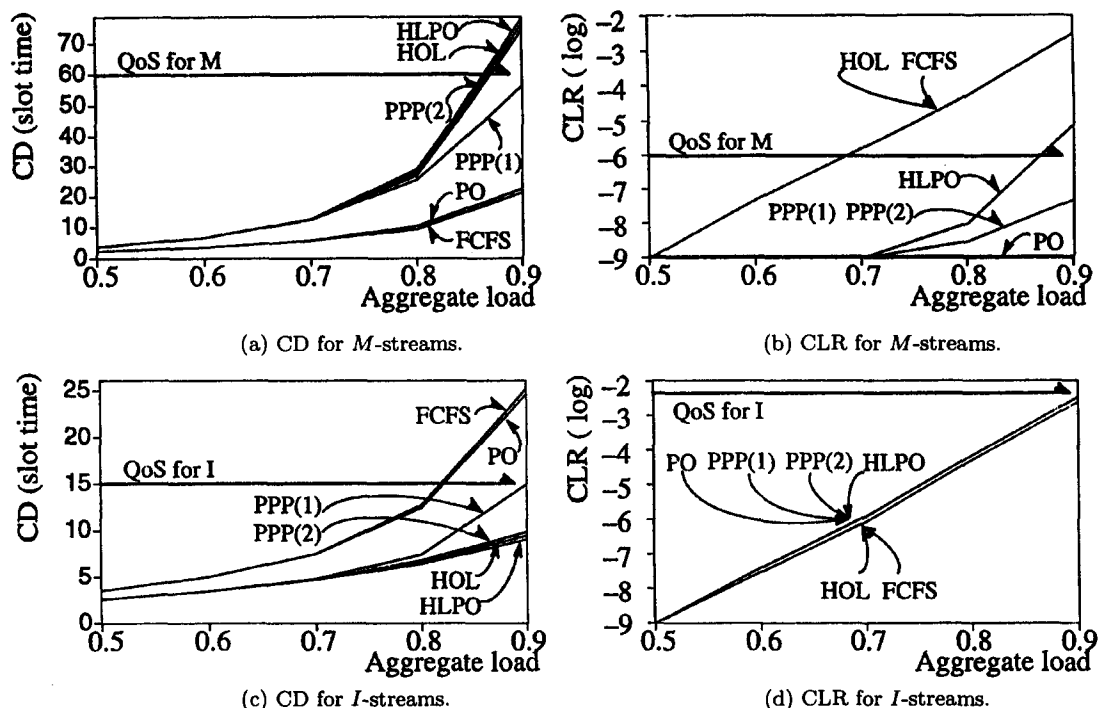 CD (slot time)
70
60
50
40
30
20
10
0
0.5 0.6 0.7 0.8 0.9
Aggregate load
QoS for M
HLPO
HOL
PPP(2)
PPP(1)
PO
FCFS
(a) CD for M-streams.
CLR ( log)
–2
–3
–4
–5
–6
–7
–8
–9
0.5 0.6 0.7 0.8 0.9
Aggregate load
HOL FCFS
QoS for M
HLPO
PPP(1) PPP(2)
PO
(b) CLR for M-streams.
CD (slot time)
25
20
15
10
5
0
0.5 0.6 0.7 0.8 0.9
Aggregate load
FCFS
PO
QoS for I
PPP(1)
PPP(2)
HOL
HLPO
(c) CD for I-streams.
CLR ( log)
–2
–3
–4
–5
–6
–7
–8
–9
0.5 0.6 0.7 0.8 0.9
Aggregate load
QoS for I
PO PPP(1) PPP(2) HLPO
HOL FCFS
(d) CLR for I-streams.